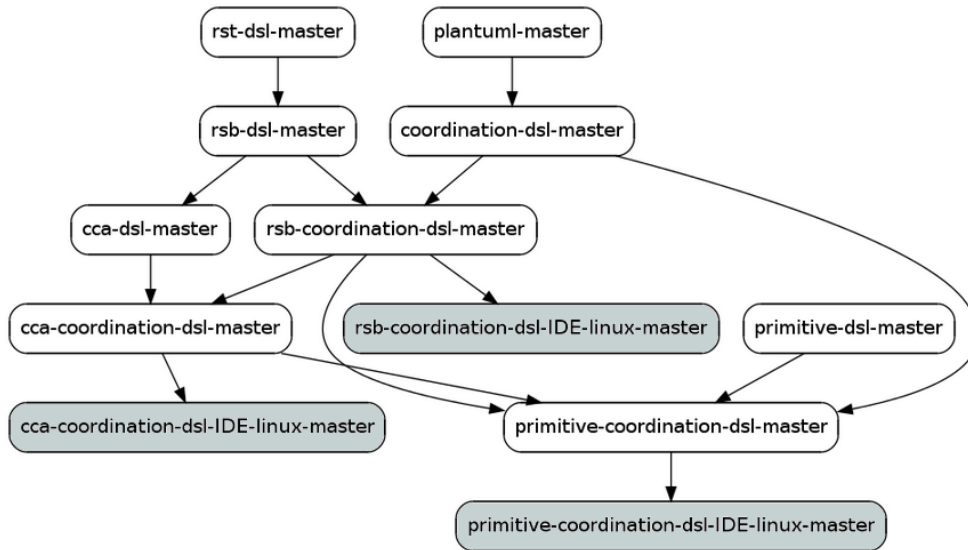 rst-dsl-master
plantuml-master
rsb-dsl-master
coordination-dsl-master
cca-dsl-master
rsb-coordination-dsl-master
cca-coordination-dsl-master
rsb-coordination-dsl-IDE-linux-master
primitive-dsl-master
cca-coordination-dsl-IDE-linux-master
primitive-coordination-dsl-master
primitive-coordination-dsl-IDE-linux-master